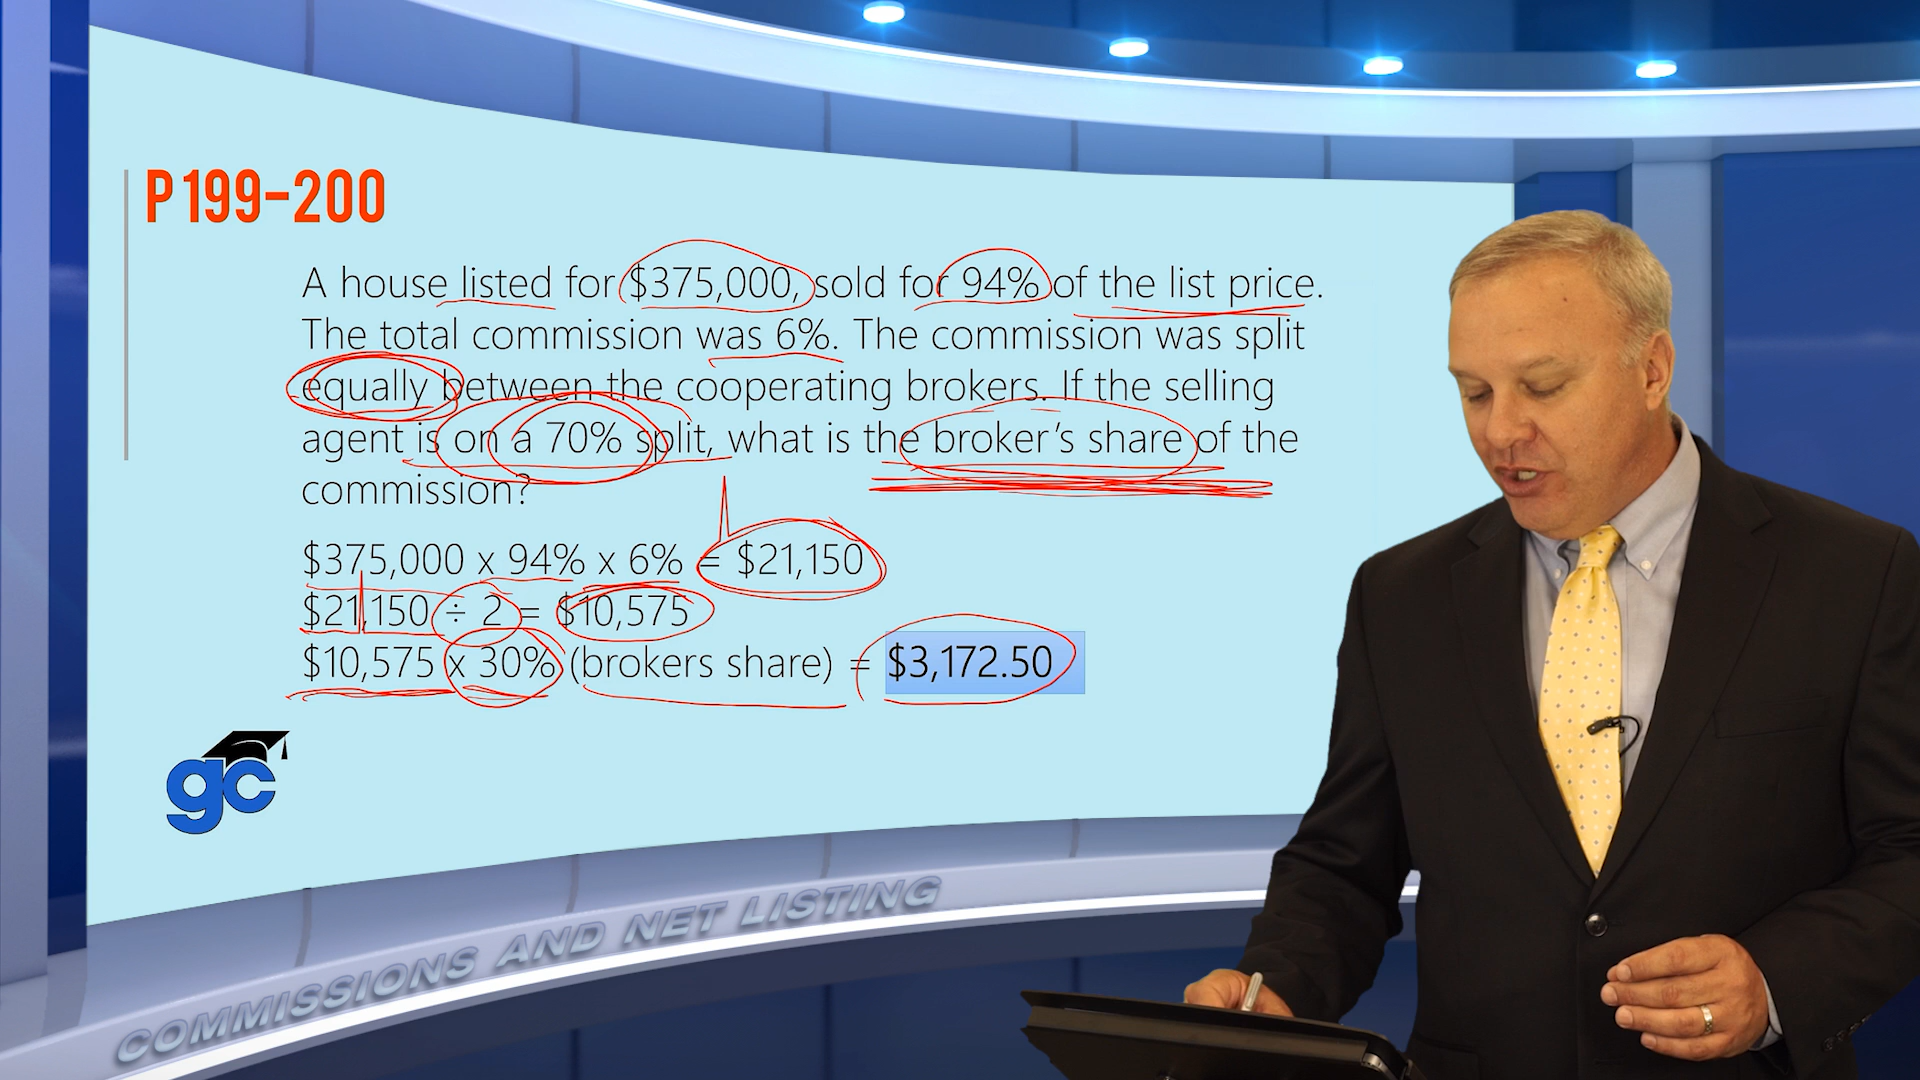 P 199-200
A house listed for $375,000, sold for 94% of the list price.
The total commission was 6%. The commission was split
equally between the cooperating brokers. If the selling
agent is on a 70% split, what is the broker's share of the
commission?
$375,000 x 94% x 6% = $21,150
$21,150 ÷ 2 = $10,575
$10,575 x 30% (brokers share) = $3,172.50
gc
COMMISSIONS AND NET LISTING